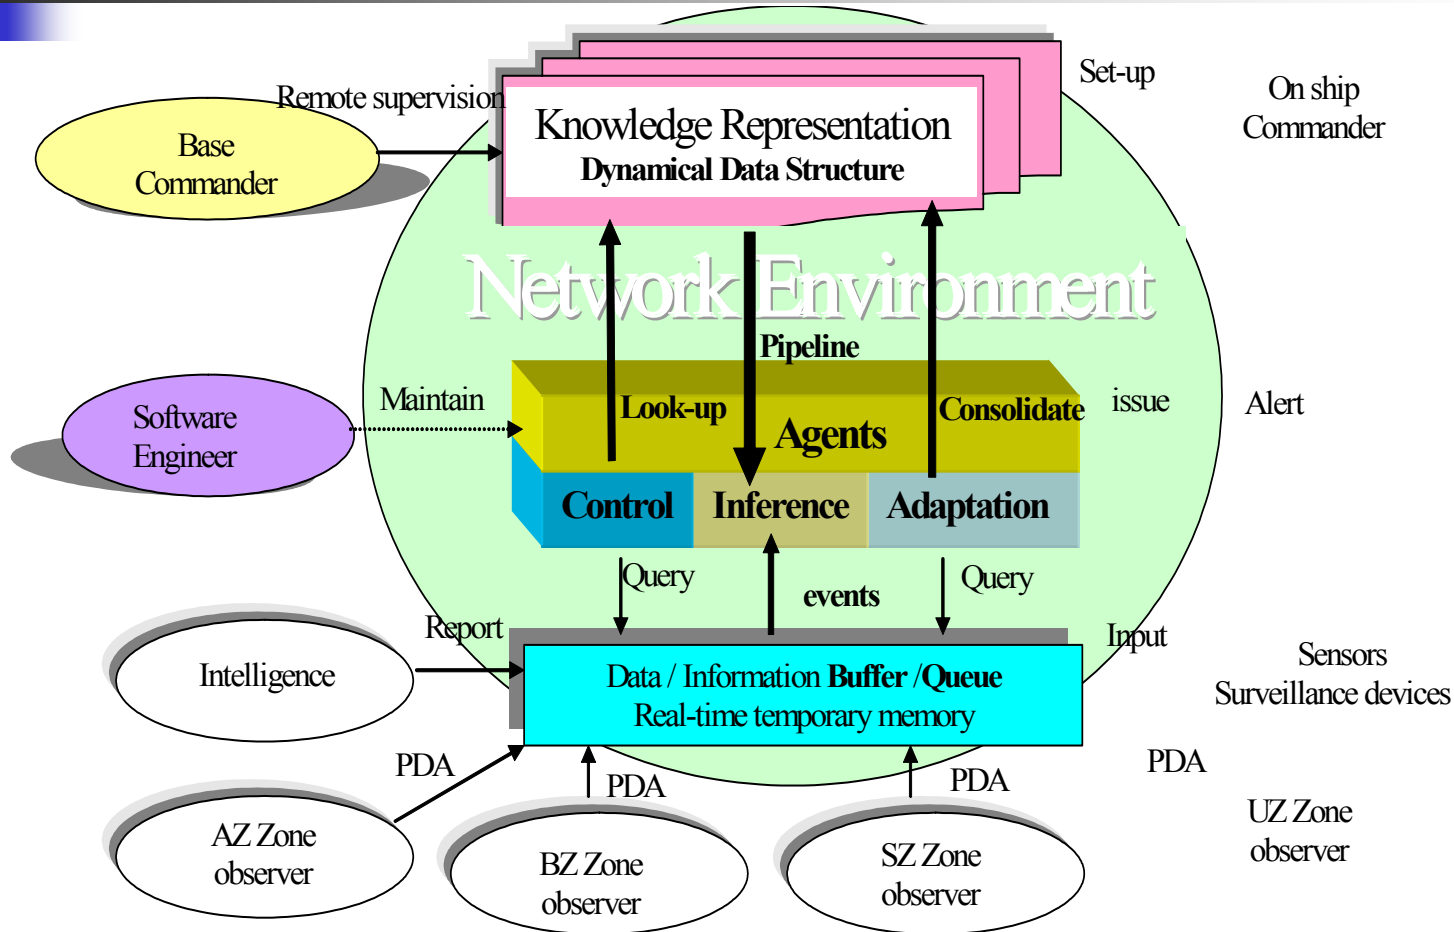 Set-up
On ship
Commander
Remote supervision
Base
Commander
Knowledge Representation
Dynamical Data Structure
Network Environment
Pipeline
Software
Engineer
Maintain
Look-up
Agents
Consolidate
issue
Alert
Control
Inference
Adaptation
Query
events
Query
Intelligence
Report
Data / Information Buffer /Queue
Real-time temporary memory
Input
Sensors
Surveillance devices
PDA
PDA
PDA
PDA
AZ Zone
observer
BZ Zone
observer
SZ Zone
observer
UZ Zone
observer